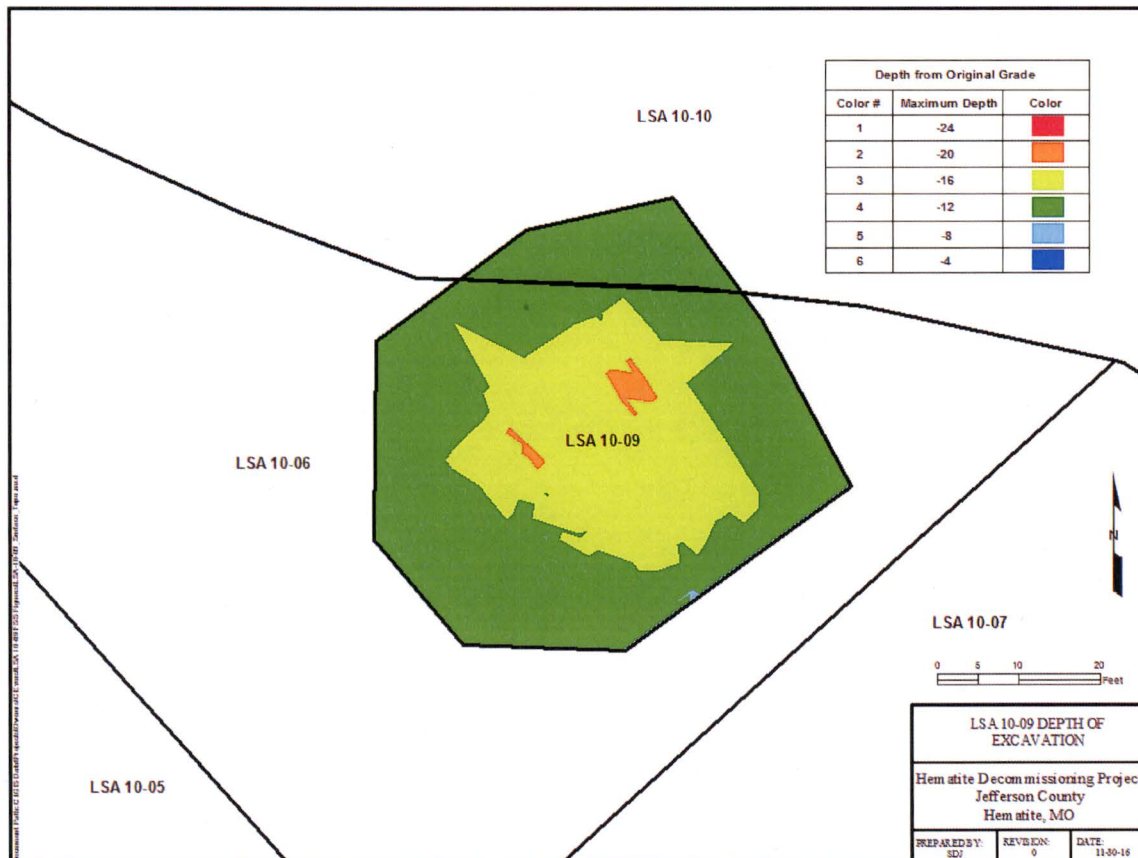 LSA 10-10
Depth from Original Grade
Color # Maximum Depth Color
1 -24
2 -20
3 -16
4 -12
5 -8
6 -4
LSA 10-09
LSA 10-06
N
LSA 10-07
0 5 10 20
Feet
LSA 10-05
LSA 10-09 DEPTH OF
EXCAVATION
Hematite Decommissioning Projec
Jefferson County
Hematite, MO
PREPARED BY: REVISION: DATE:
SDJ 0 11-30-16